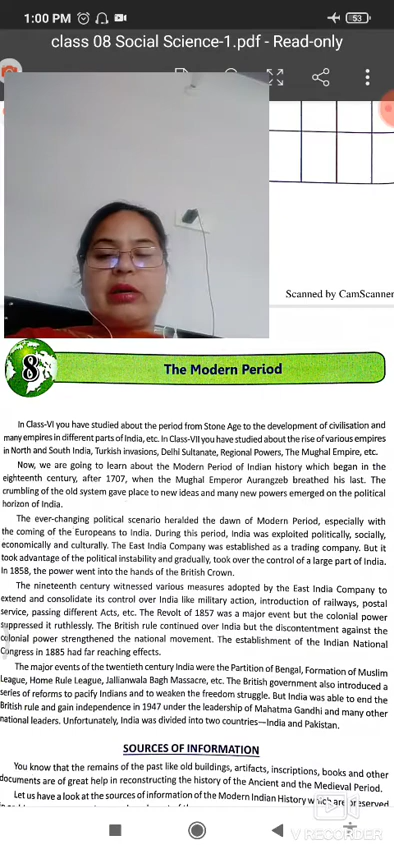 1:00 PM 53
class 08 Social Science-1.pdf - Read-only
Scanned by CamScanner
8 The Modern Period
In Class-VI you have studied about the period from Stone Age to the development of civilisation and
many empires in different parts of India, etc. In Class-VII you have studied about the rise of various empires
in North and South India, Turkish invasions, Delhi Sultanate, Regional Powers, The Mughal Empire, etc.
Now, we are going to learn about the Modern Period of Indian history which began in the
eighteenth century, after 1707, when the Mughal Emperor Aurangzeb breathed his last. The
crumbling of the old system gave place to new ideas and many new powers emerged on the political
horizon of India.
The ever-changing political scenario heralded the dawn of Modern Period, especially with
the coming of the Europeans to India. During this period, India was exploited politically, socially,
economically and culturally. The East India Company was established as a trading company. But it
took advantage of the political instability and gradually, took over the control of a large part of India.
In 1858, the power went into the hands of the British Crown.
The nineteenth century witnessed various measures adopted by the East India Company to
extend and consolidate its control over India like military action, introduction of railways, postal
service, passing different Acts, etc. The Revolt of 1857 was a major event but the colonial power
suppressed it ruthlessly. The British rule continued over India but the discontentment against the
colonial power strengthened the national movement. The establishment of the Indian National
Congress in 1885 had far reaching effects.
The major events of the twentieth century India were the Partition of Bengal, Formation of Muslim
League, Home Rule League, Jallianwala Bagh Massacre, etc. The British government also introduced a
series of reforms to pacify Indians and to weaken the freedom struggle. But India was able to end the
British rule and gain independence in 1947 under the leadership of Mahatma Gandhi and many other
national leaders. Unfortunately, India was divided into two countries—India and Pakistan.
SOURCES OF INFORMATION
You know that the remains of the past like old buildings, artifacts, inscriptions, books and other
documents are of great help in reconstructing the history of the Ancient and the Medieval Period.
Let us have a look at the sources of information of the Modern Indian History which are preserved
V RECORDER